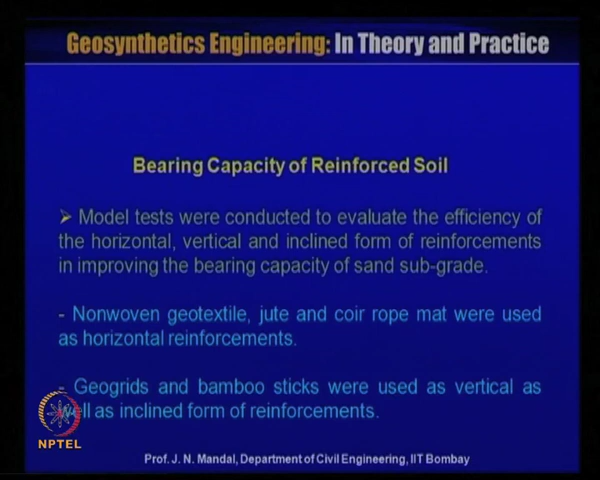 Geosynthetics Engineering: In Theory and Practice
Bearing Capacity of Reinforced Soil
➤ Model tests were conducted to evaluate the efficiency of
the horizontal, vertical and inclined form of reinforcements
in improving the bearing capacity of sand sub-grade.
- Nonwoven geotextile, jute and coir rope mat were used
as horizontal reinforcements.
- Geogrids and bamboo sticks were used as vertical as
well as inclined form of reinforcements.
NPTEL
Prof. J. N. Mandal, Department of Civil Engineering, IIT Bombay